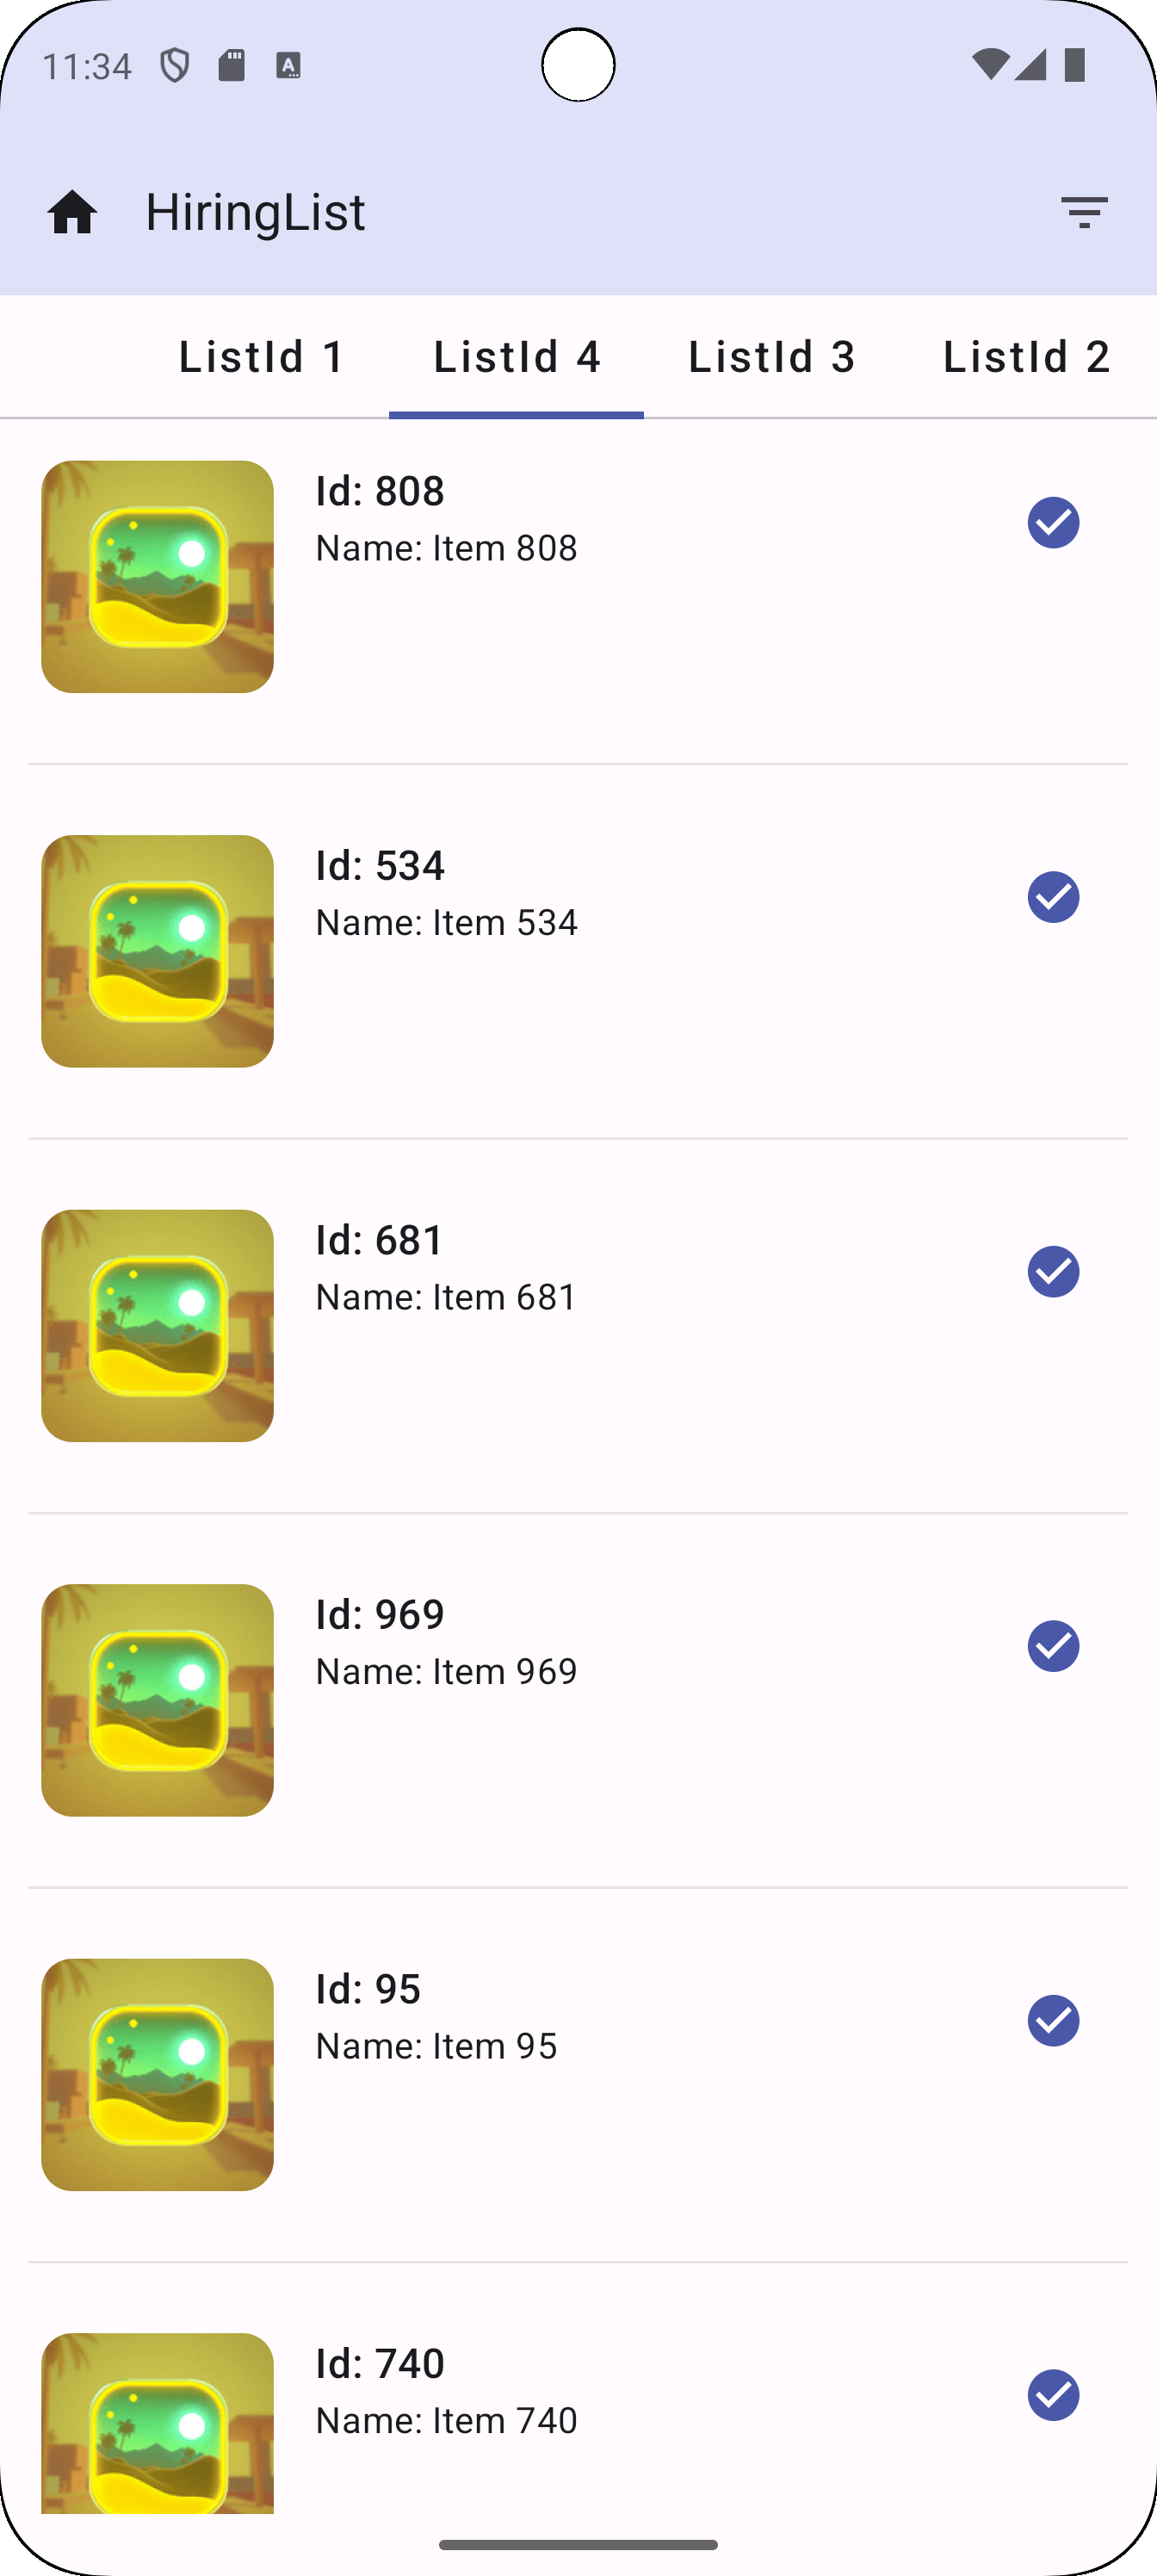 11:34
HiringList
ListId 1 ListId 4 ListId 3 ListId 2
Id: 808
Name: Item 808
Id: 534
Name: Item 534
Id: 681
Name: Item 681
Id: 969
Name: Item 969
Id: 95
Name: Item 95
Id: 740
Name: Item 740